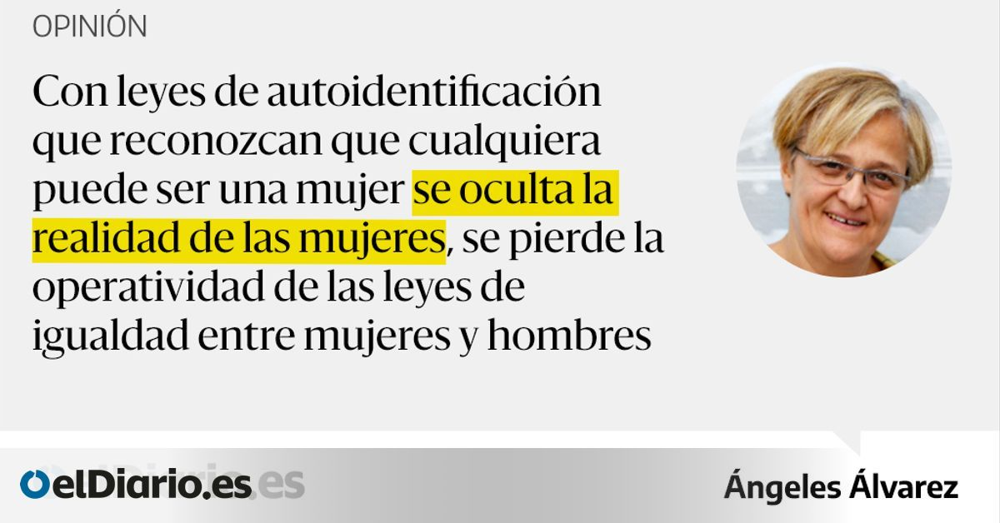 OPINIÓN
Con leyes de autoidentificación
que reconozcan que cualquiera
puede ser una mujer se oculta la
realidad de las mujeres, se pierde la
operatividad de las leyes de
igualdad entre mujeres y hombres
elDiario.es
Ángeles Álvarez